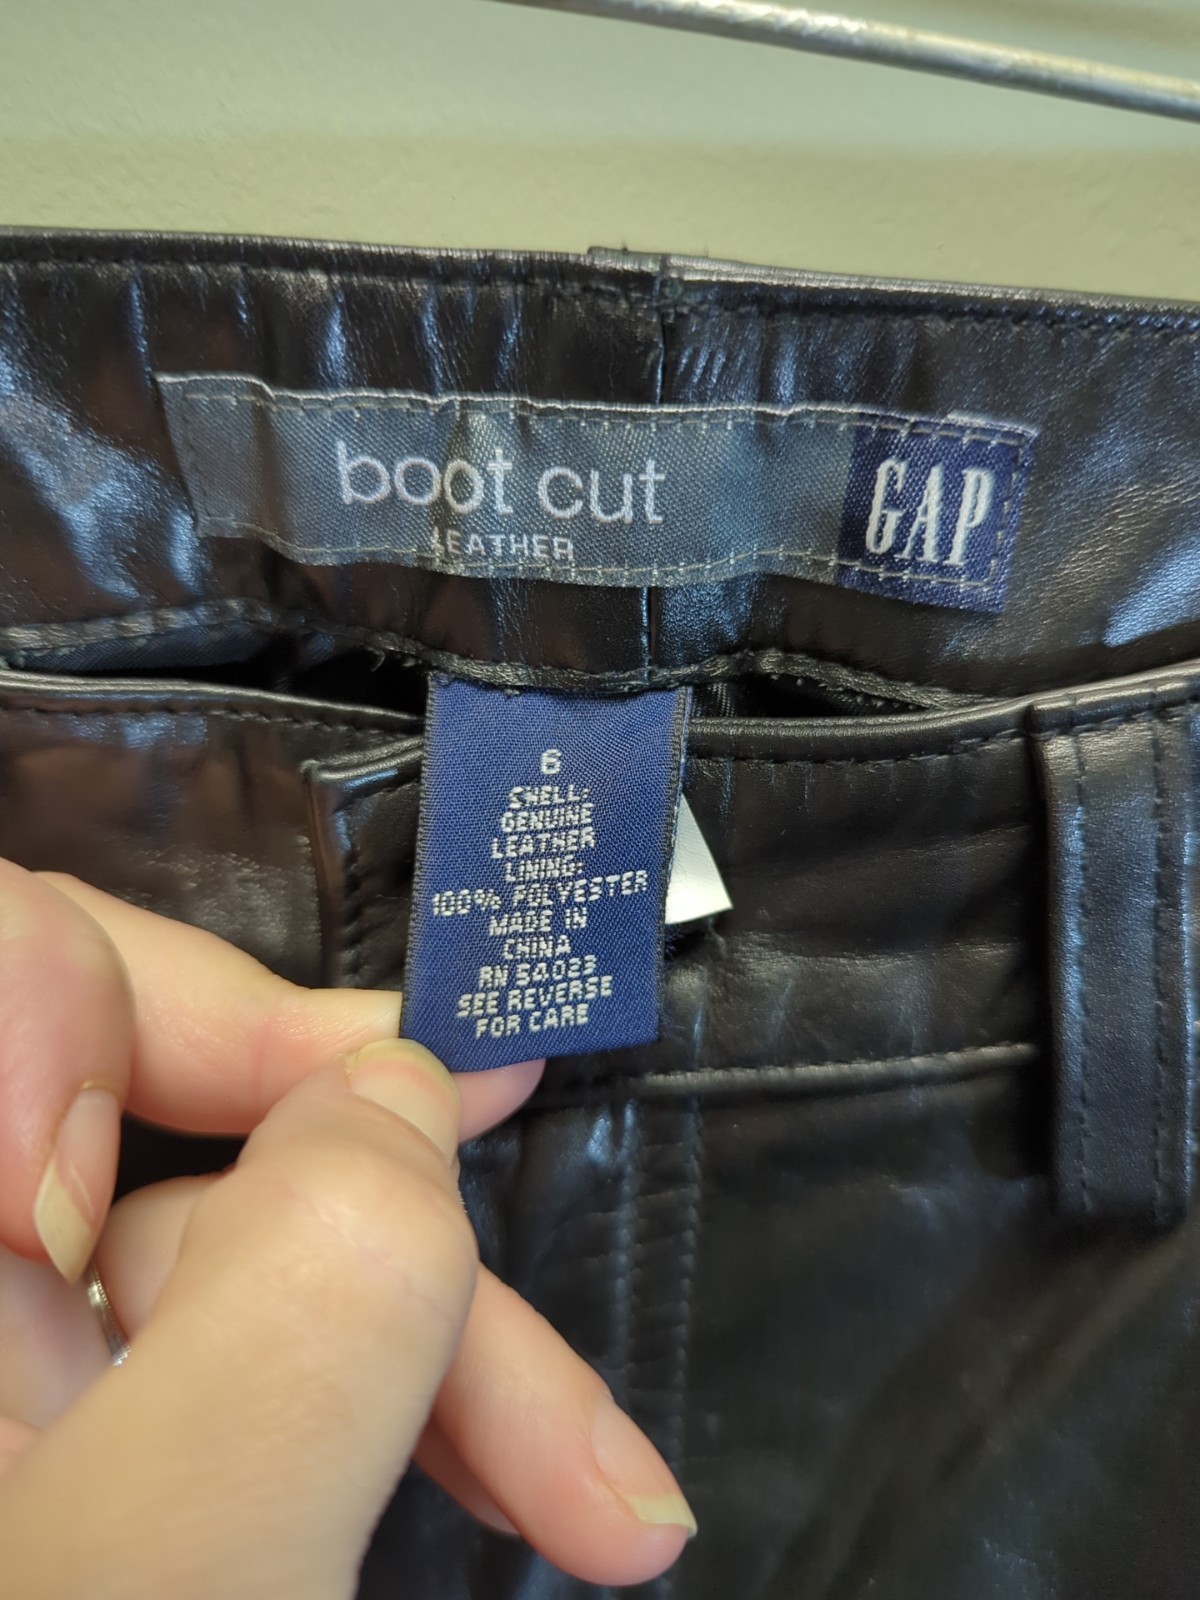 boot cut
LEATHER
GAP
6
SHELL:
GENUINE
LEATHER
LINING:
100% POLYESTER
MADE IN
CHINA
RN 54023
SEE REVERSE
FOR CARE